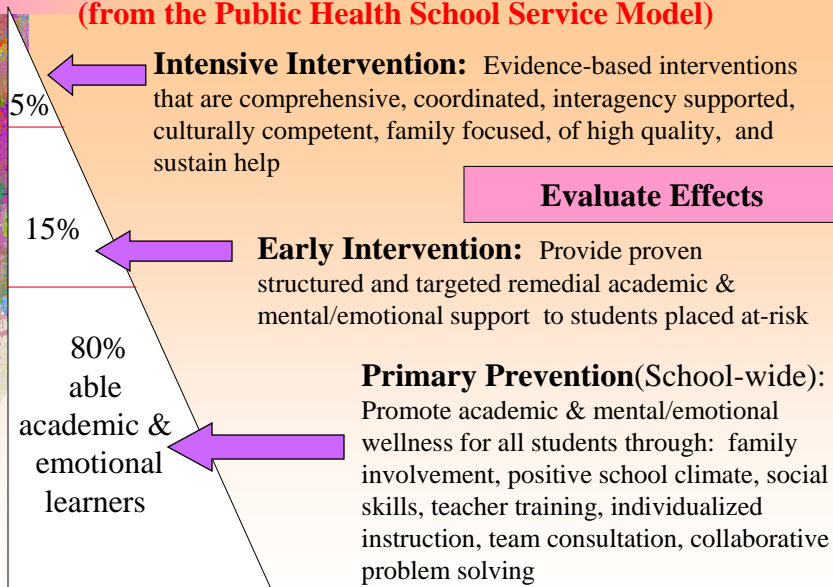 (from the Public Health School Service Model)
Intensive Intervention: Evidence-based interventions
that are comprehensive, coordinated, interagency supported,
culturally competent, family focused, of high quality, and
sustain help
5%
Evaluate Effects
15%
Early Intervention: Provide proven
structured and targeted remedial academic &
mental/emotional support to students placed at-risk
80%
able
academic &
emotional
learners
Primary Prevention(School-wide):
Promote academic & mental/emotional
wellness for all students through: family
involvement, positive school climate, social
skills, teacher training, individualized
instruction, team consultation, collaborative
problem solving